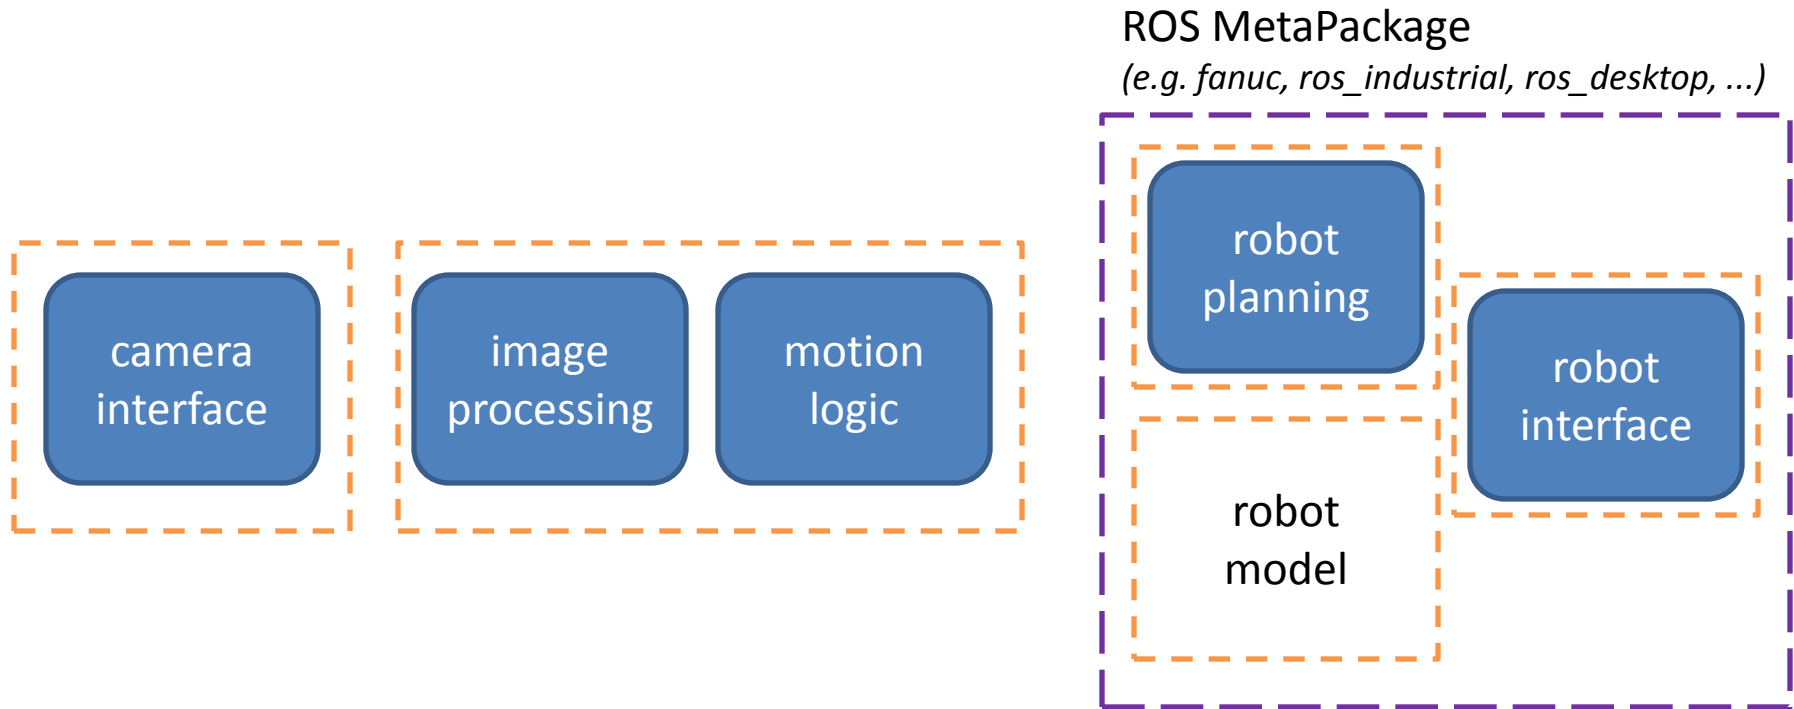 ROS MetaPackage
(e.g. fanuc, ros_industrial, ros_desktop, ...)
camera
interface
image
processing
motion
logic
robot
planning
robot
interface
robot
model